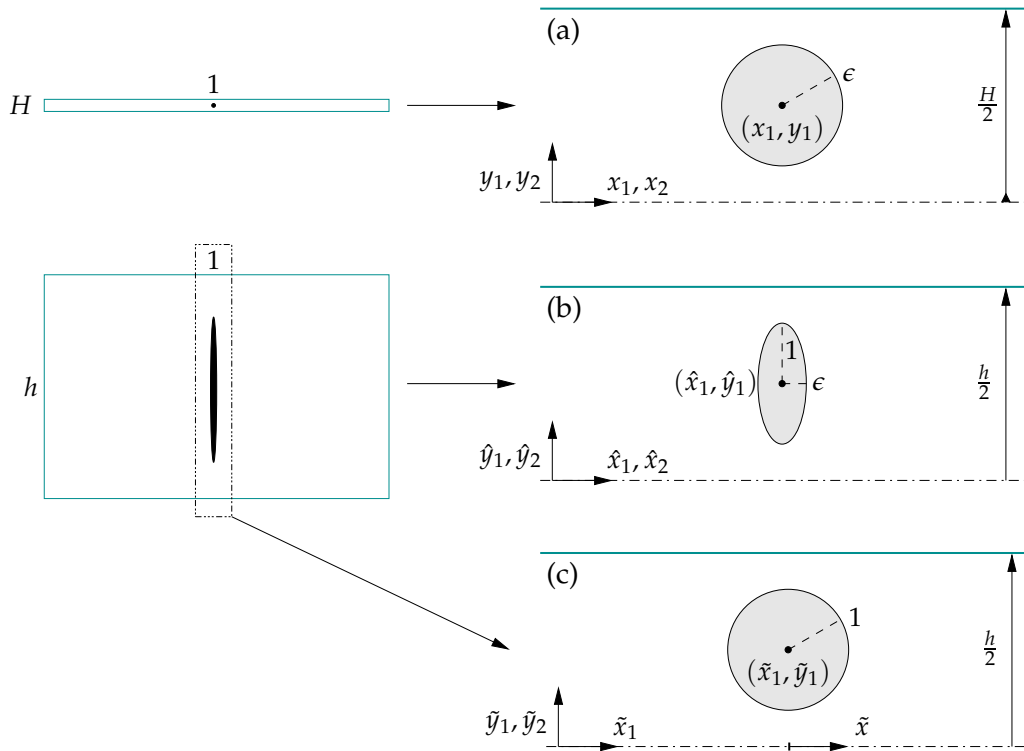 (a)
1
H
ϵ
H/2
(x₁, y₁)
y₁, y₂
x₁, x₂
1
(b)
h
1
h/2
(x̂₁, ŷ₁)
ϵ
ŷ₁, ŷ₂
x̂₁, x̂₂
(c)
1
h/2
(x̃₁, ỹ₁)
ỹ₁, ỹ₂
x̃₁
x̃